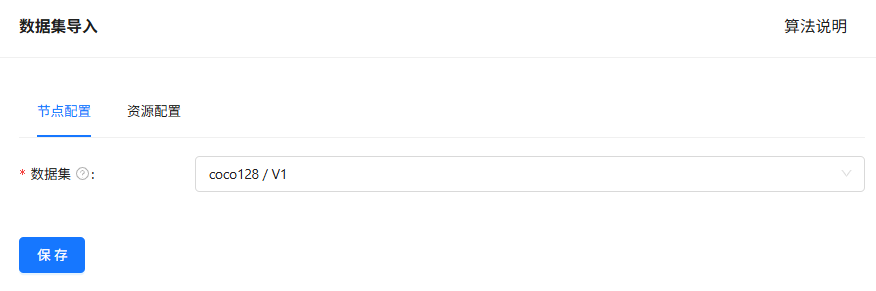 数据集导入 算法说明
节点配置 资源配置
* 数据集 ? : coco128 / V1
保 存